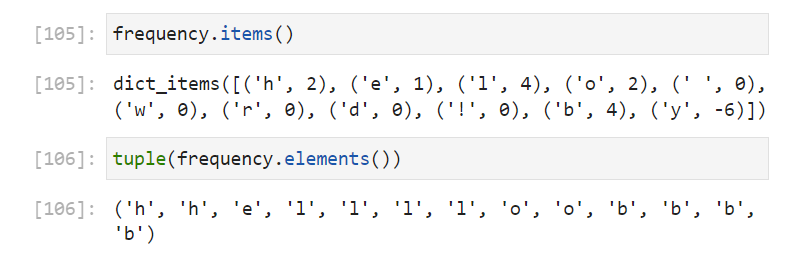 [105]: frequency.items()
[105]: dict_items([('h', 2), ('e', 1), ('l', 4), ('o', 2), (' ', 0),
('w', 0), ('r', 0), ('d', 0), ('!', 0), ('b', 4), ('y', -6)])
[106]: tuple(frequency.elements())
[106]: ('h', 'h', 'e', 'l', 'l', 'l', 'l', 'o', 'o', 'b', 'b', 'b',
'b')